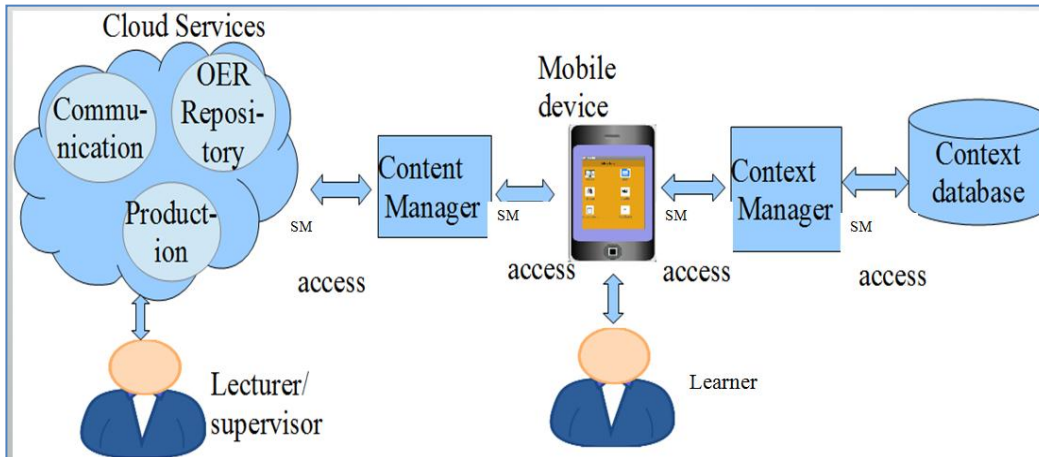 Cloud Services
Commu-
nication
OER
Reposi-
tory
Product-
ion
SM
access
Content
Manager
SM
access
Mobile
device
SM
access
Context
Manager
SM
access
Context
database
Lecturer/
supervisor
Learner